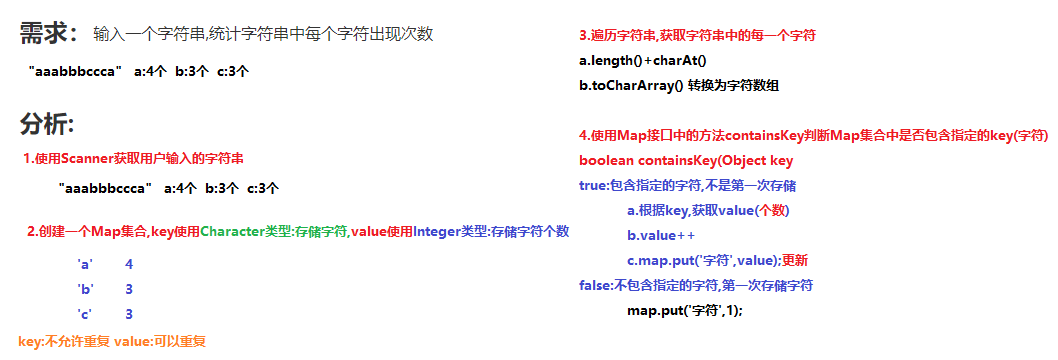 需求： 输入一个字符串,统计字符串中每个字符出现次数
"aaabbbccca" a:4个 b:3个 c:3个
分析:
1.使用Scanner获取用户输入的字符串
"aaabbbccca" a:4个 b:3个 c:3个
2.创建一个Map集合,key使用Character类型:存储字符,value使用Integer类型:存储字符个数
'a' 4
'b' 3
'c' 3
key:不允许重复 value:可以重复
3.遍历字符串,获取字符串中的每一个字符
a.length()+charAt()
b.toCharArray() 转换为字符数组
4.使用Map接口中的方法containsKey判断Map集合中是否包含指定的key(字符)
boolean containsKey(Object key
true:包含指定的字符,不是第一次存储
a.根据key,获取value(个数)
b.value++
c.map.put('字符',value);更新
false:不包含指定的字符,第一次存储字符
map.put('字符',1);